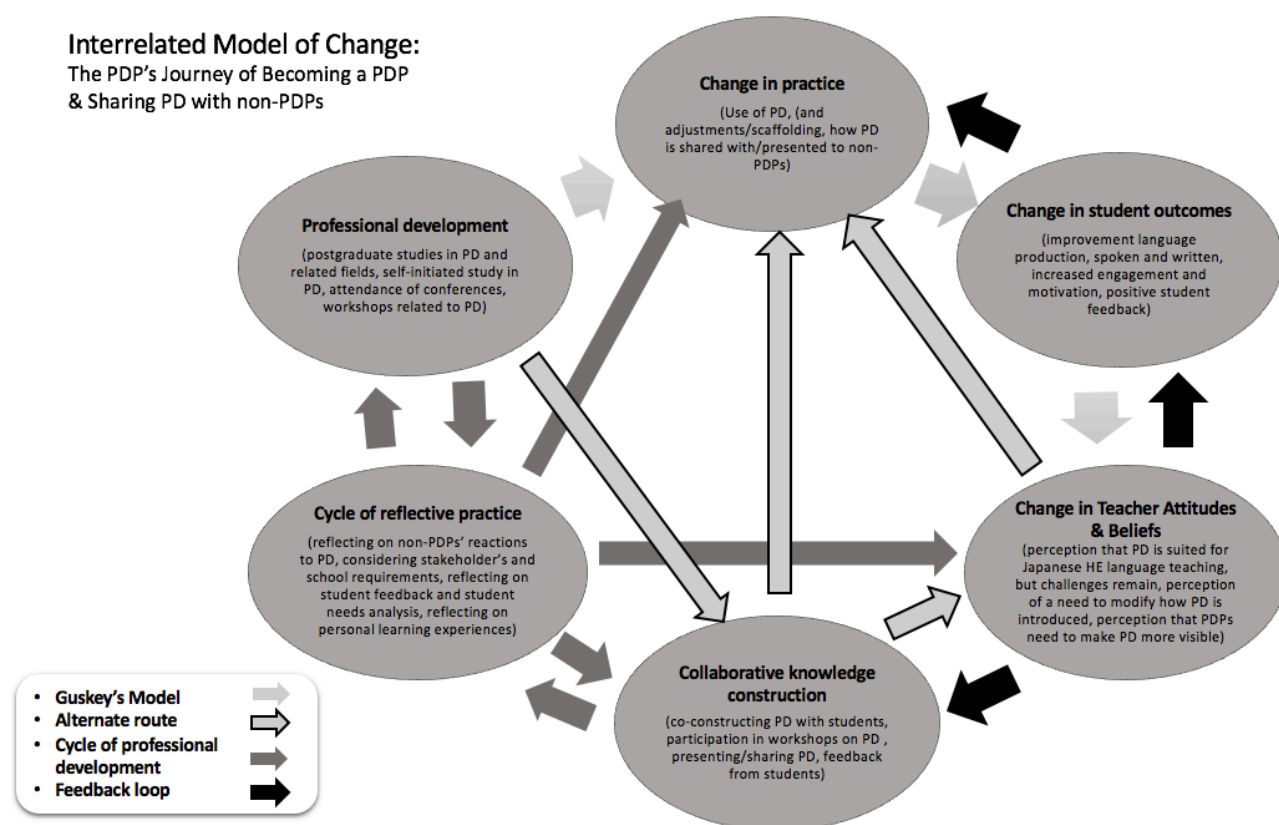 Interrelated Model of Change:
The PDP’s Journey of Becoming a PDP
& Sharing PD with non-PDPs
Change in practice
(Use of PD, (and
adjustments/scaffolding, how PD
is shared with/presented to non-
PDPs)
Professional development
(postgraduate studies in PD and
related fields, self-initiated study in
PD, attendance of conferences,
workshops related to PD)
Change in student outcomes
(improvement language
production, spoken and written,
increased engagement and
motivation, positive student
feedback)
Cycle of reflective practice
(reflecting on non-PDPs’ reactions
to PD, considering stakeholder’s and
school requirements, reflecting on
student feedback and student
needs analysis, reflecting on
personal learning experiences)
Change in Teacher Attitudes
& Beliefs
(perception that PD is suited for
Japanese HE language teaching,
but challenges remain, perception
of a need to modify how PD is
introduced, perception that PDPs
need to make PD more visible)
Collaborative knowledge
construction
(co-constructing PD with students,
participation in workshops on PD ,
presenting/sharing PD, feedback
from students)
• Guskey’s Model
• Alternate route
• Cycle of professional
development
• Feedback loop